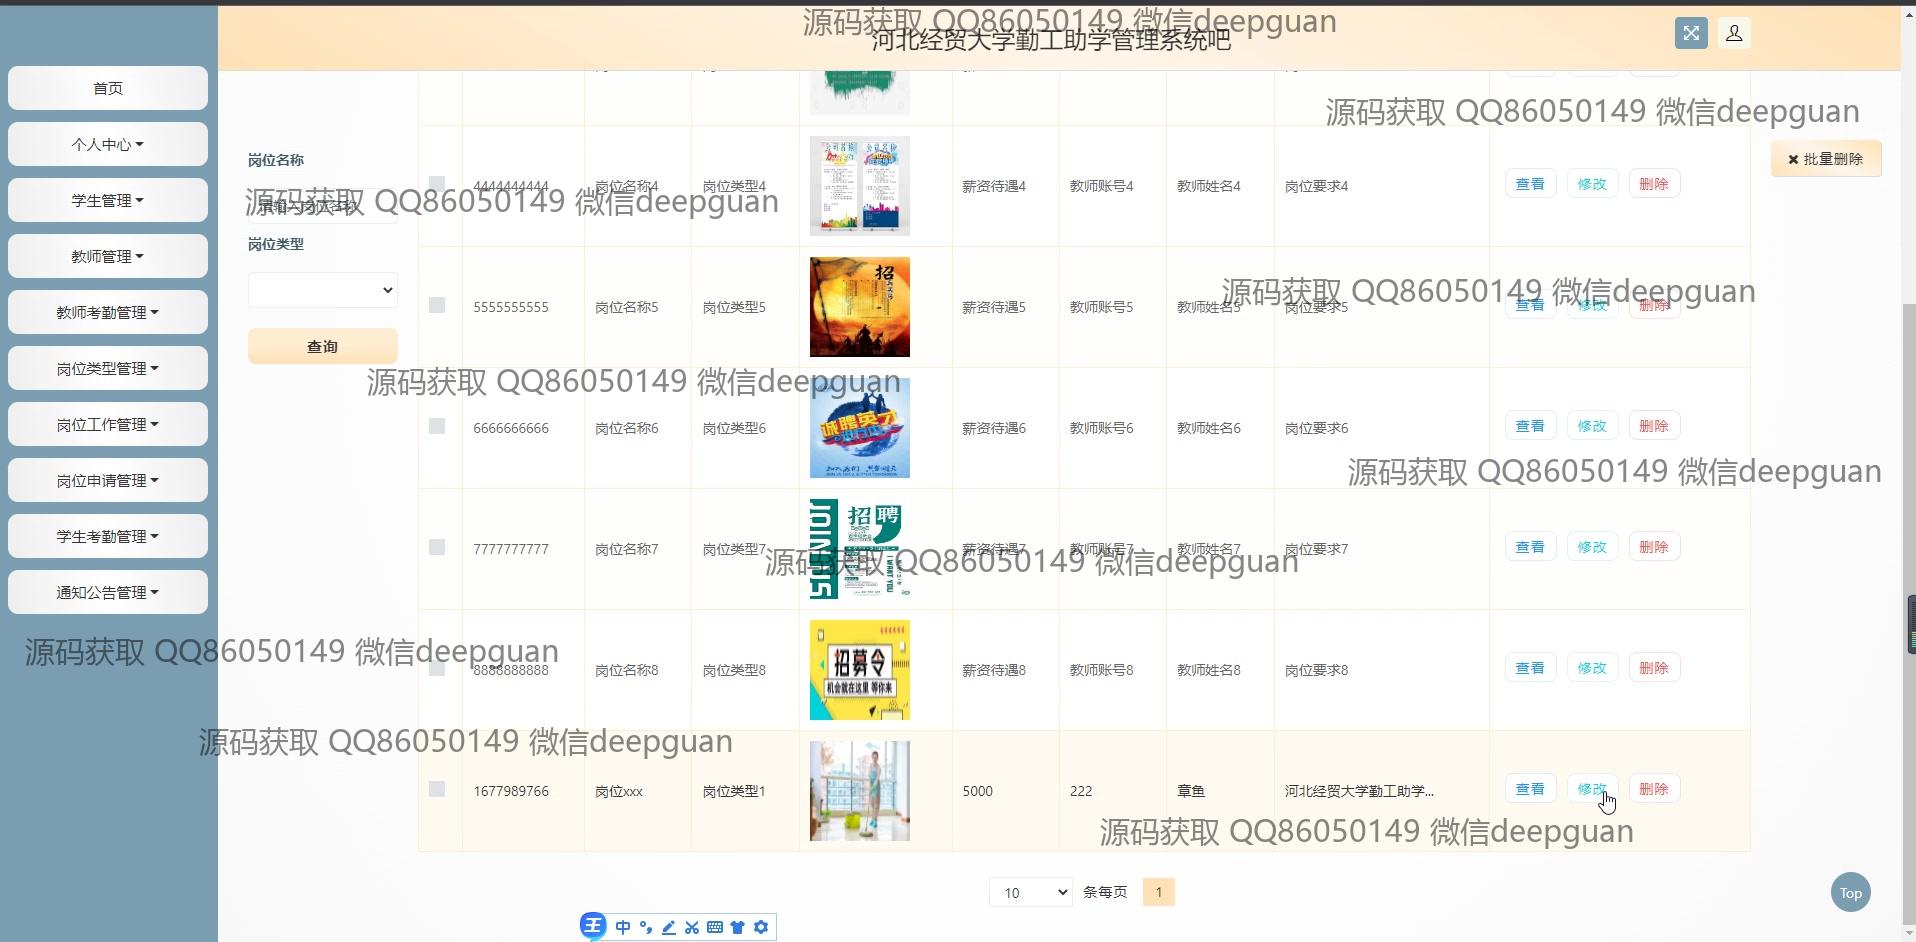 源码获取 QQ86050149 微信deepguan
河北经贸大学勤工助学管理系统吧
首页
个人中心
学生管理
教师管理
教师考勤管理
岗位类型管理
岗位工作管理
岗位申请管理
学生考勤管理
通知公告管理
源码获取 QQ86050149 微信deepguan
批量删除
岗位名称
源码获取 QQ86050149 微信deepguan
岗位类型
查询
4444444444 岗位名称4 岗位类型4 薪资待遇4 教师账号4 教师姓名4 岗位要求4 查看 修改 删除
源码获取 QQ86050149 微信deepguan
招
5555555555 岗位名称5 岗位类型5 薪资待遇5 教师账号5 教师姓名5 岗位要求5 查看 修改 删除
源码获取 QQ86050149 微信deepguan
诚聘英才
6666666666 岗位名称6 岗位类型6 薪资待遇6 教师账号6 教师姓名6 岗位要求6 查看 修改 删除
源码获取 QQ86050149 微信deepguan
JOIN US
招聘
WANT YOU
7777777777 岗位名称7 岗位类型7 薪资待遇7 教师账号7 教师姓名7 岗位要求7 查看 修改 删除
源码获取 QQ86050149 微信deepguan
源码获取 QQ86050149 微信deepguan
招募令
机会就在这里 等你来
8888888888 岗位名称8 岗位类型8 薪资待遇8 教师账号8 教师姓名8 岗位要求8 查看 修改 删除
源码获取 QQ86050149 微信deepguan
1677989766 岗位xxx 岗位类型1 5000 222 章鱼 河北经贸大学勤工助学... 查看 修改 删除
源码获取 QQ86050149 微信deepguan
10 条每页 1
Top
王 中